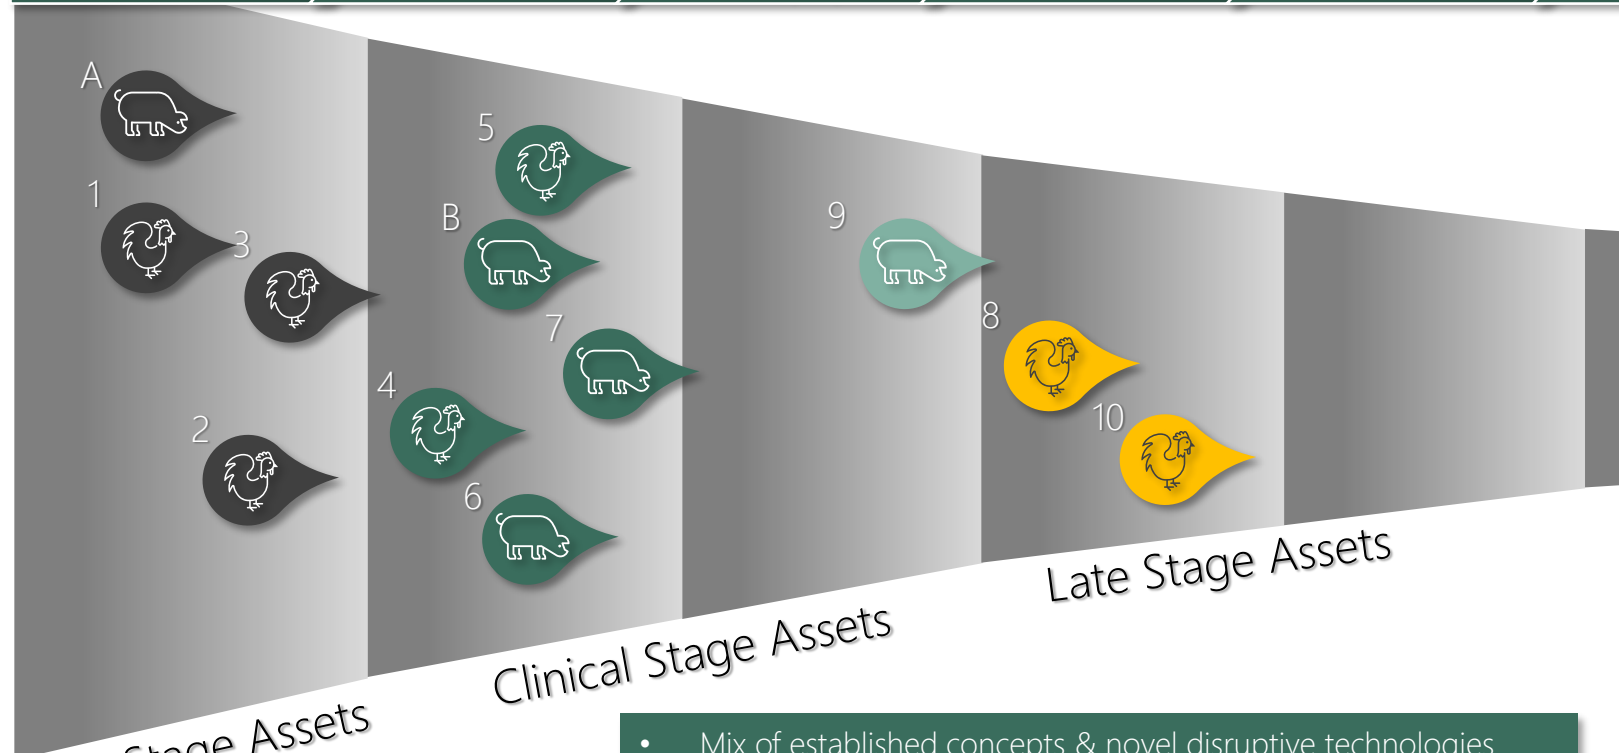 A
5
1
B
9
3
8
7
4
10
2
6
Late Stage Assets
Clinical Stage Assets
Stage Assets
• Mix of established concepts & novel disruptive technologies